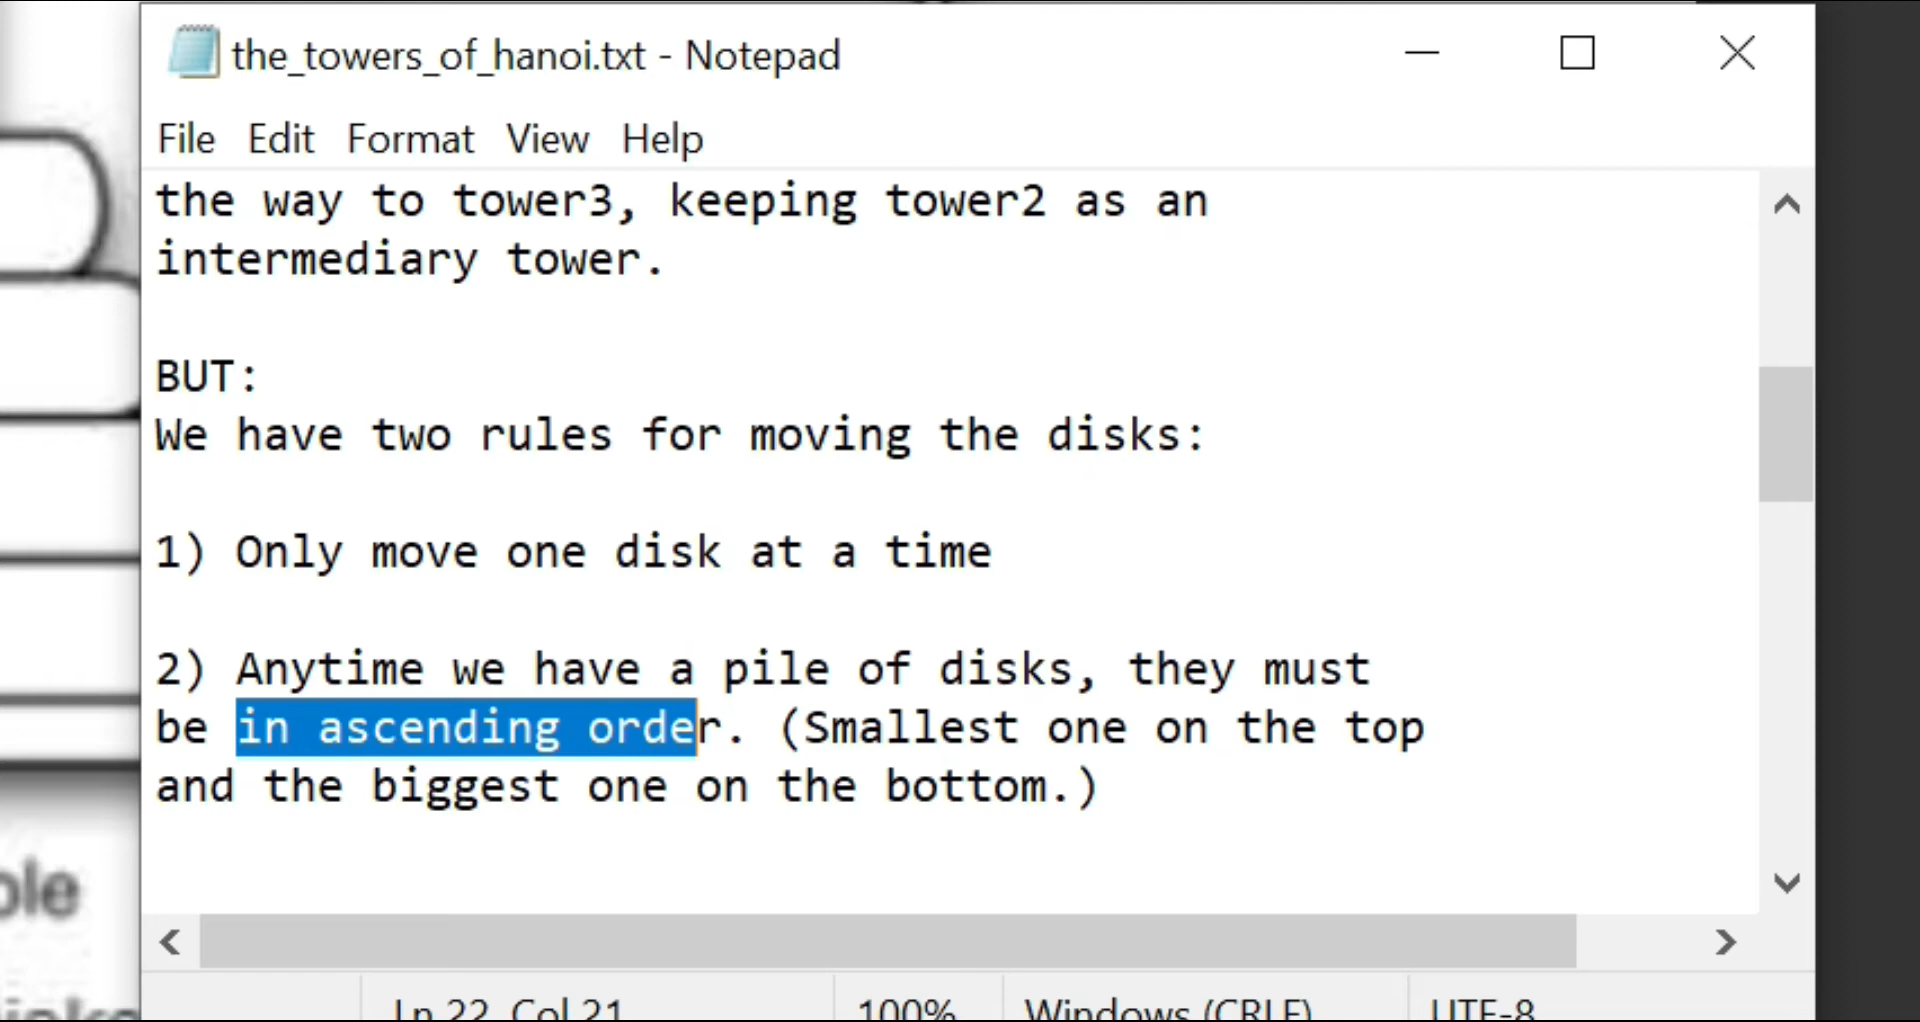 the_towers_of_hanoi.txt - Notepad
File Edit Format View Help
the way to tower3, keeping tower2 as an
intermediary tower.
BUT:
We have two rules for moving the disks:
1) Only move one disk at a time
2) Anytime we have a pile of disks, they must
be in ascending order. (Smallest one on the top
and the biggest one on the bottom.)
Ln 22, Col 21 100% Windows (CRLF) UTF-8